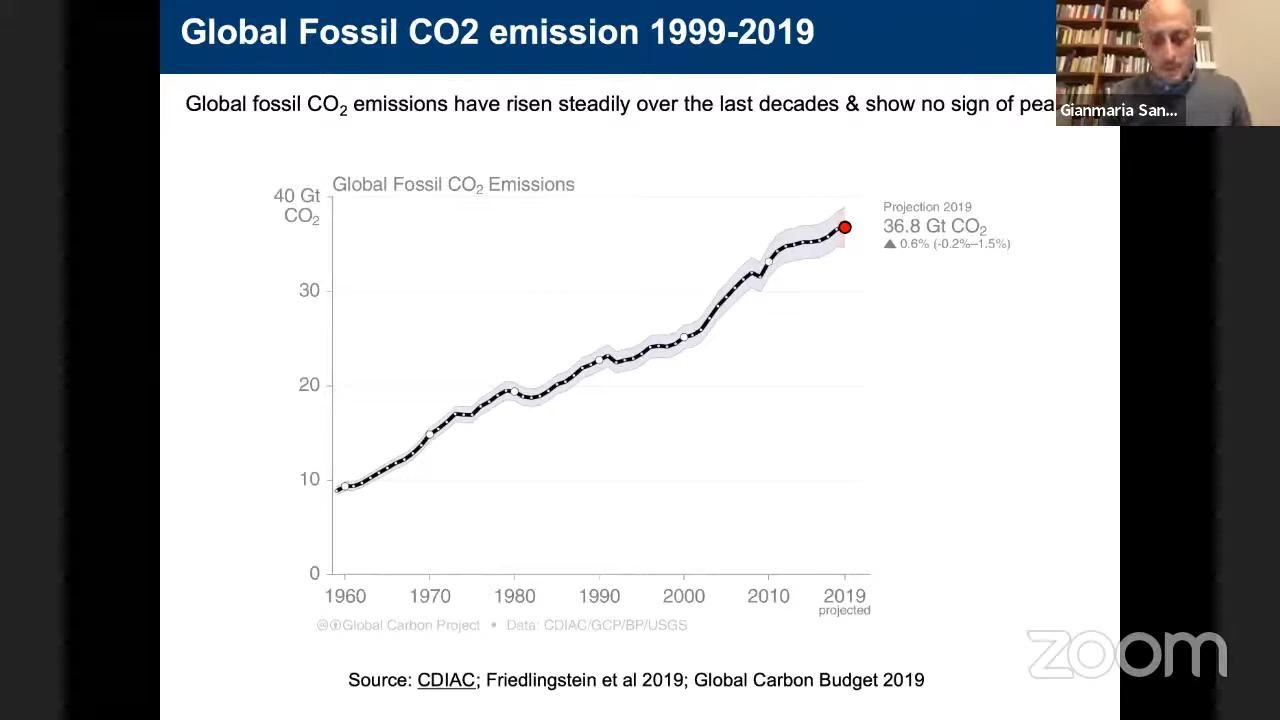 Global Fossil CO2 emission 1999-2019
Global fossil CO₂ emissions have risen steadily over the last decades & show no sign of pea
Gianmaria San...
Global Fossil CO₂ Emissions
40 Gt
CO₂
30
20
10
0
Projection 2019
36.8 Gt CO₂
▲ 0.6% (-0.2%–1.5%)
1960 1970 1980 1990 2000 2010 2019
projected
Global Carbon Project • Data: CDIAC/GCP/BP/USGS
zoom
Source: CDIAC; Friedlingstein et al 2019; Global Carbon Budget 2019